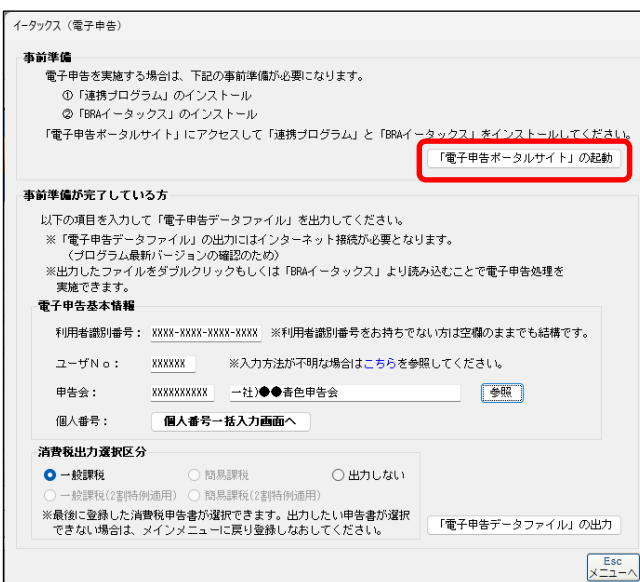 イータックス（電子申告）
事前準備
電子申告を実施する場合は、下記の事前準備が必要になります。
①「連携プログラム」のインストール
②「BRAイータックス」のインストール
「電子申告ポータルサイト」にアクセスして「連携プログラム」と「BRAイータックス」をインストールしてください。
「電子申告ポータルサイト」の起動
事前準備が完了している方
以下の項目を入力して「電子申告データファイル」を出力してください。
※「電子申告データファイル」の出力にはインターネット接続が必要となります。
（プログラム最新バージョンの確認のため）
※出力したファイルをダブルクリックもしくは「BRAイータックス」より読み込むことで電子申告処理を
実施できます。
電子申告基本情報
利用者識別番号： XXXX-XXXX-XXXX-XXXX ※利用者識別番号をお持ちでない方は空欄のままでも結構です。
ユーザNo： XXXXXX ※入力方法が不明な場合はこちらを参照してください。
申告会： XXXXXXXXXX 一社)●●青色申告会 参照
個人番号： 個人番号一括入力画面へ
消費税出力選択区分
一般課税 簡易課税 出力しない
一般課税(2割特例適用) 簡易課税(2割特例適用)
※最後に登録した消費税申告書が選択できます。出力したい申告書が選択
できない場合は、メインメニューに戻り登録しなおしてください。
「電子申告データファイル」の出力
Esc
メニューへ